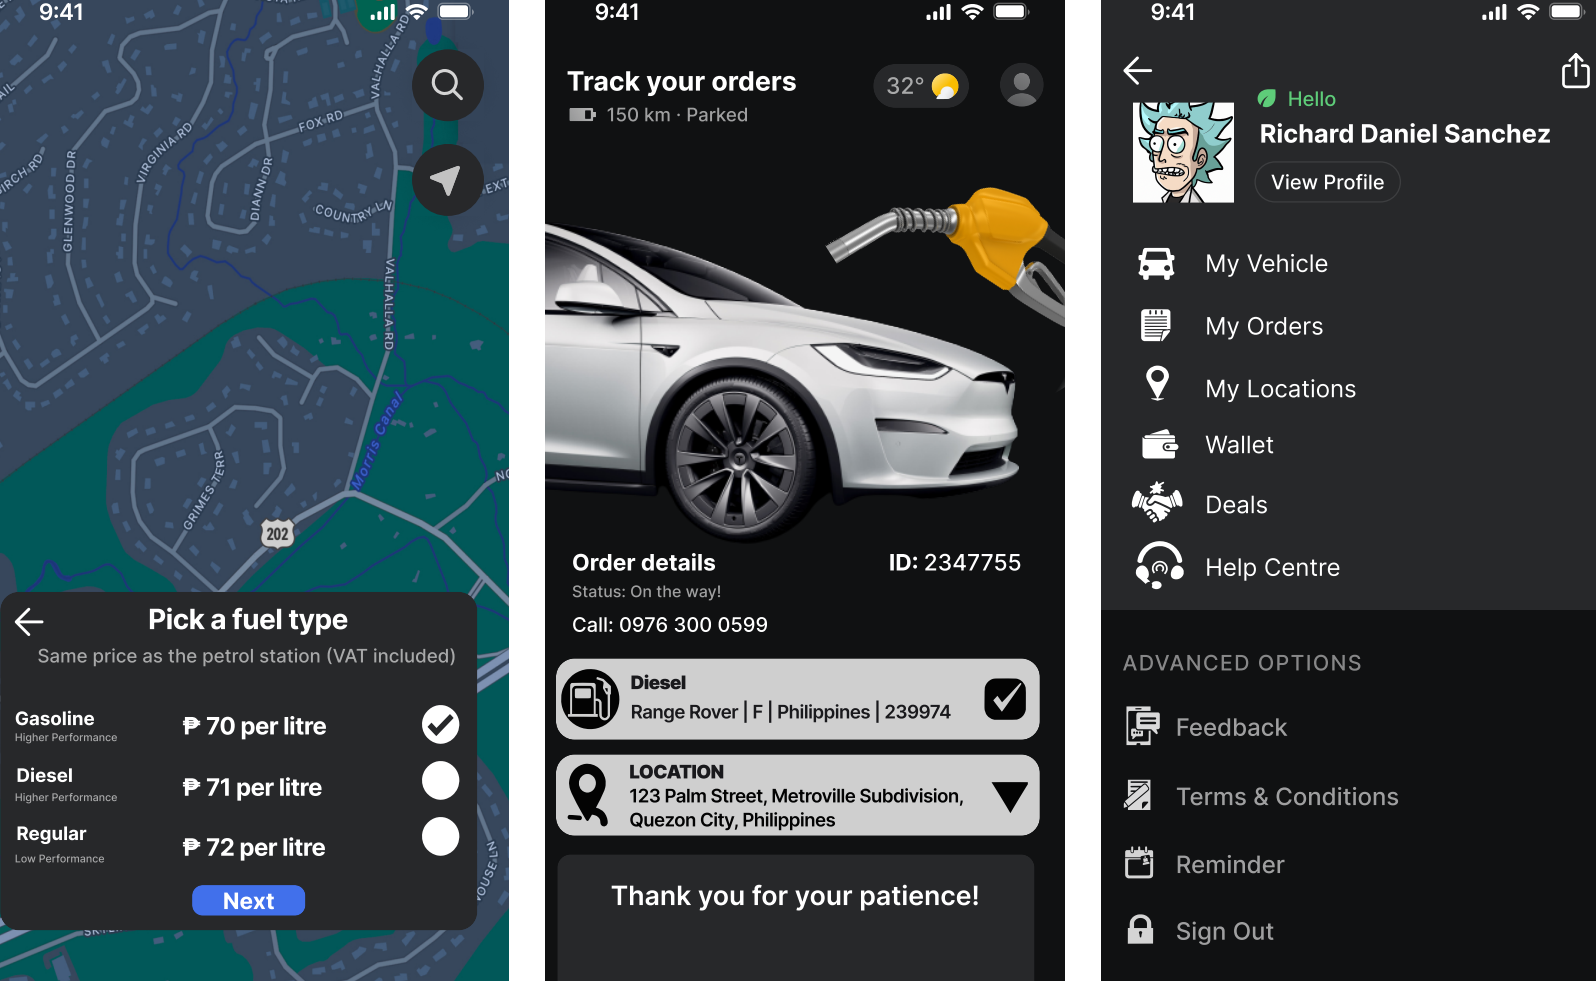 9:41
VALHALLA RD
FOX RD
VIRGINIA RD
GLENWOOD DR
DIANN DR
COUNTRY LN
VALHALLA RD
Morris Canal
GRIMES TERR
202
Pick a fuel type
Same price as the petrol station (VAT included)
Gasoline
Higher Performance
₱ 70 per litre
Diesel
Higher Performance
₱ 71 per litre
Regular
Low Performance
₱ 72 per litre
Next
9:41
Track your orders
32°
150 km · Parked
Order details
ID: 2347755
Status: On the way!
Call: 0976 300 0599
Diesel
Range Rover | F | Philippines | 239974
LOCATION
123 Palm Street, Metroville Subdivision,
Quezon City, Philippines
Thank you for your patience!
9:41
Hello
Richard Daniel Sanchez
View Profile
My Vehicle
My Orders
My Locations
Wallet
Deals
Help Centre
ADVANCED OPTIONS
Feedback
Terms & Conditions
Reminder
Sign Out